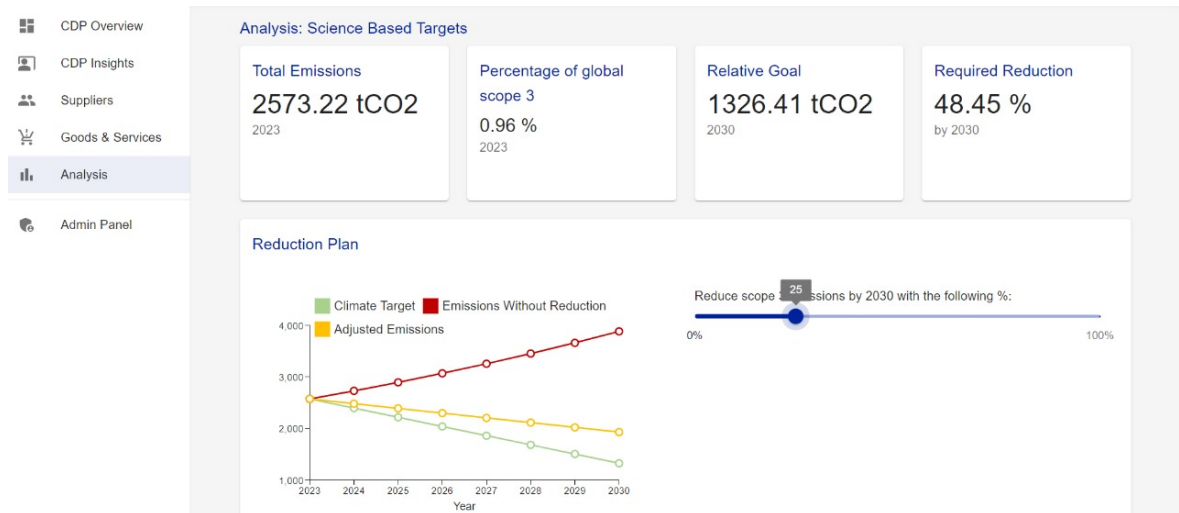 CDP Overview
CDP Insights
Suppliers
Goods & Services
Analysis
Admin Panel
Analysis: Science Based Targets
Total Emissions
2573.22 tCO2
2023
Percentage of global
scope 3
0.96 %
2023
Relative Goal
1326.41 tCO2
2030
Required Reduction
48.45 %
by 2030
Reduction Plan
Climate Target Emissions Without Reduction
Adjusted Emissions
4,000
3,000
2,000
1,000
2023 2024 2025 2026 2027 2028 2029 2030
Year
25
Reduce scope ssions by 2030 with the following %:
0% 100%